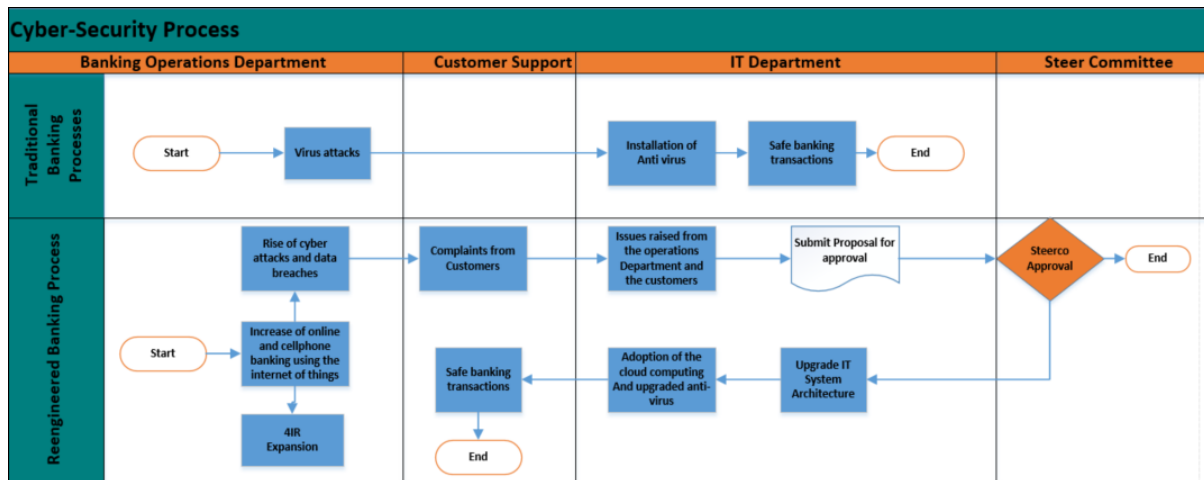 Cyber-Security Process
Banking Operations Department
Customer Support
IT Department
Steer Committee
Traditional
Banking
Processes
Start
Virus attacks
Installation of
Anti virus
Safe banking
transactions
End
Reengineered Banking Process
Rise of cyber
attacks and data
breaches
Complaints from
Customers
Issues raised from
the operations
Department and
the customers
Submit Proposal for
approval
Steerco
Approval
End
Start
Increase of online
and cellphone
banking using the
internet of things
Safe banking
transactions
Adoption of the
cloud computing
And upgraded anti-
virus
Upgrade IT
System
Architecture
4IR
Expansion
End